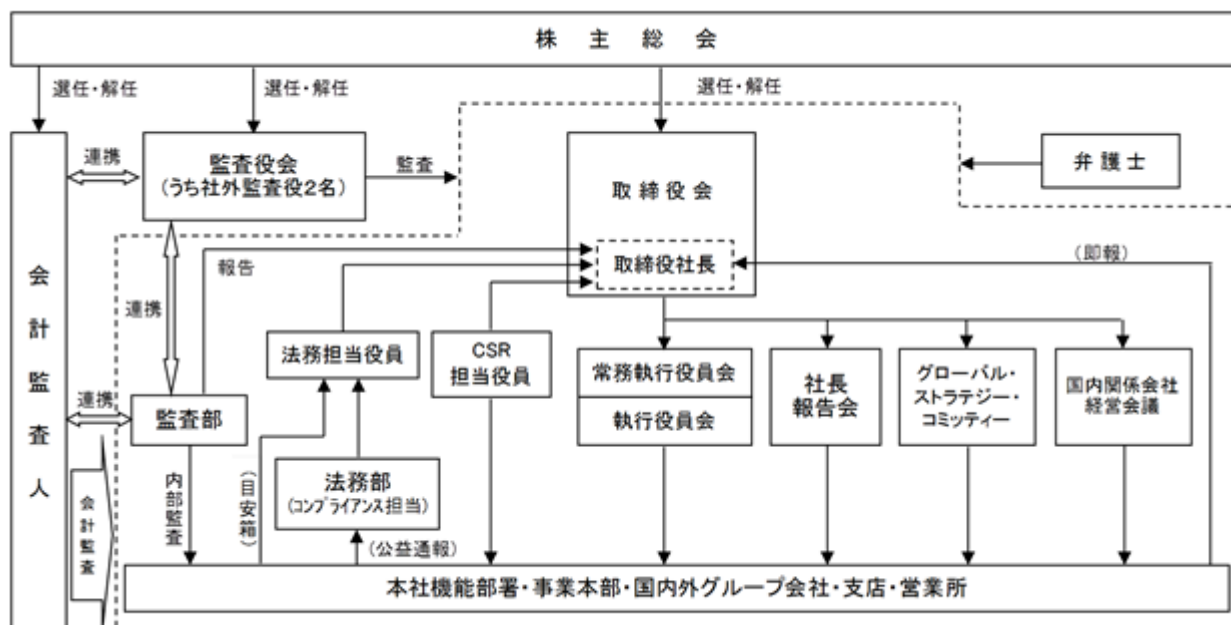 株主総会
選任・解任
選任・解任
選任・解任
会計監査人
連携
監査役会
(うち社外監査役2名)
監査
取締役会
取締役社長
弁護士
報告
(即報)
連携
法務担当役員
CSR
担当役員
常務執行役員会
執行役員会
社長
報告会
グローバル・
ストラテジー・
コミッティー
国内関係会社
経営会議
連携
監査部
会計監査
内部監査
(目安箱)
法務部
(コンプライアンス担当)
(公益通報)
本社機能部署・事業本部・国内外グループ会社・支店・営業所